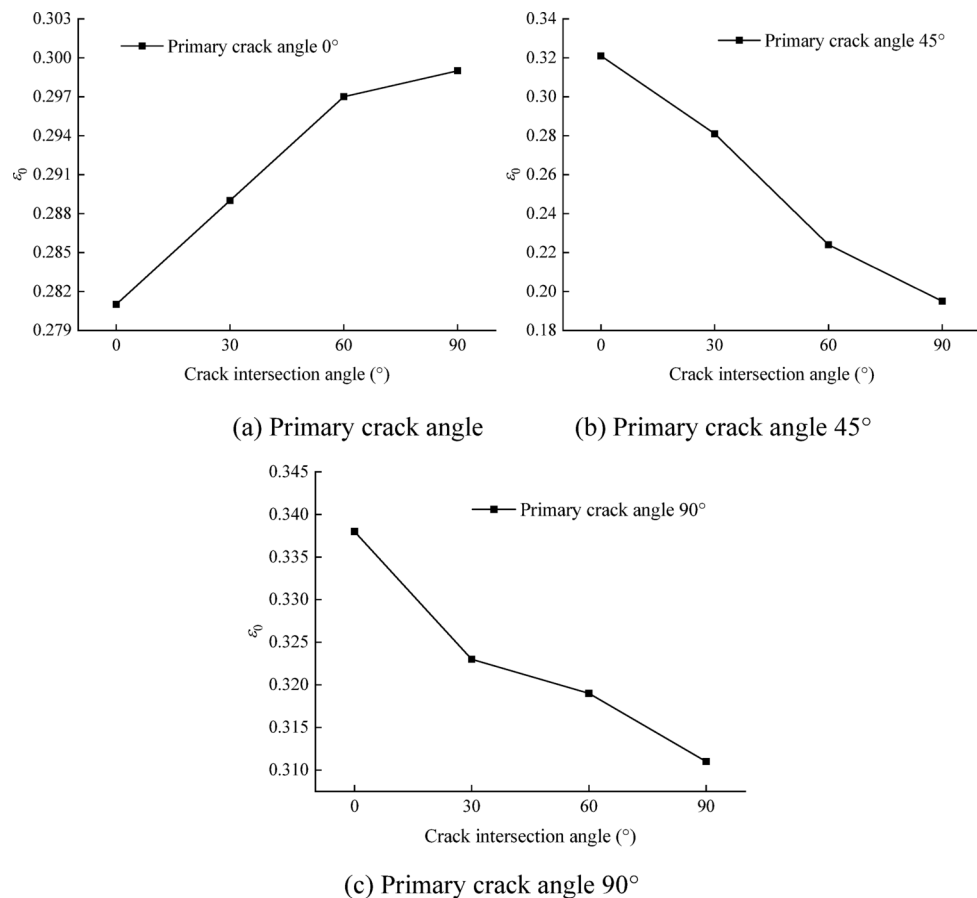 0.303
0.300
0.297
0.294
0.291
0.288
0.285
0.282
0.279
ε0
Primary crack angle 0°
0 30 60 90
Crack intersection angle (°)
(a) Primary crack angle
0.34
0.32
0.30
0.28
0.26
0.24
0.22
0.20
0.18
ε0
Primary crack angle 45°
0 30 60 90
Crack intersection angle (°)
(b) Primary crack angle 45°
0.345
0.340
0.335
0.330
0.325
0.320
0.315
0.310
ε0
Primary crack angle 90°
0 30 60 90
Crack intersection angle (°)
(c) Primary crack angle 90°